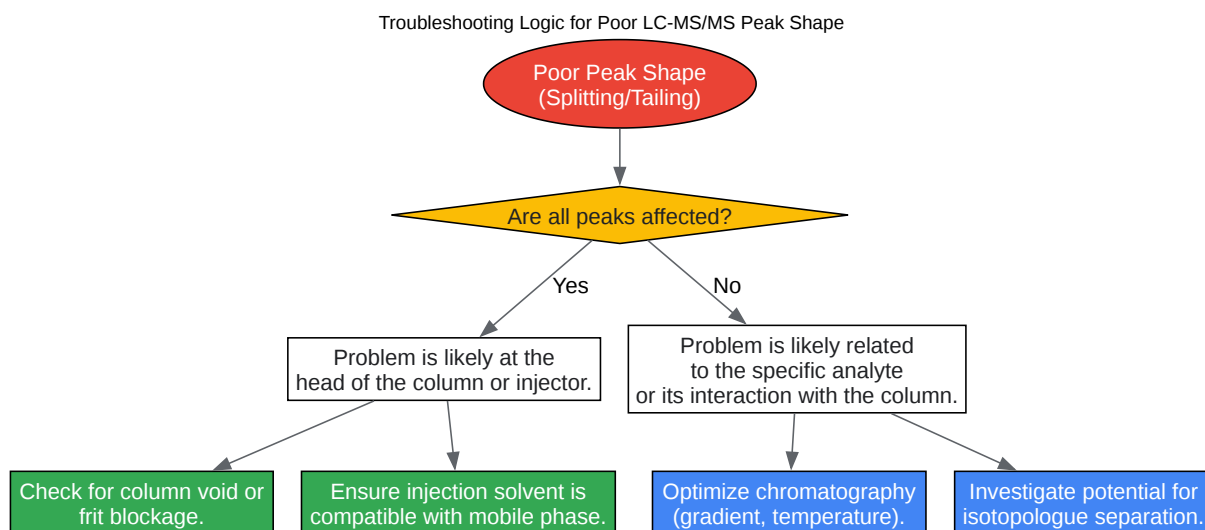 Troubleshooting Logic for Poor LC-MS/MS Peak Shape
Poor Peak Shape
(Splitting/Tailing)
Are all peaks affected?
Yes
No
Problem is likely at the
head of the column or injector.
Problem is likely related
to the specific analyte
or its interaction with the column.
Check for column void or
frit blockage.
Ensure injection solvent is
compatible with mobile phase.
Optimize chromatography
(gradient, temperature).
Investigate potential for
isotopologue separation.